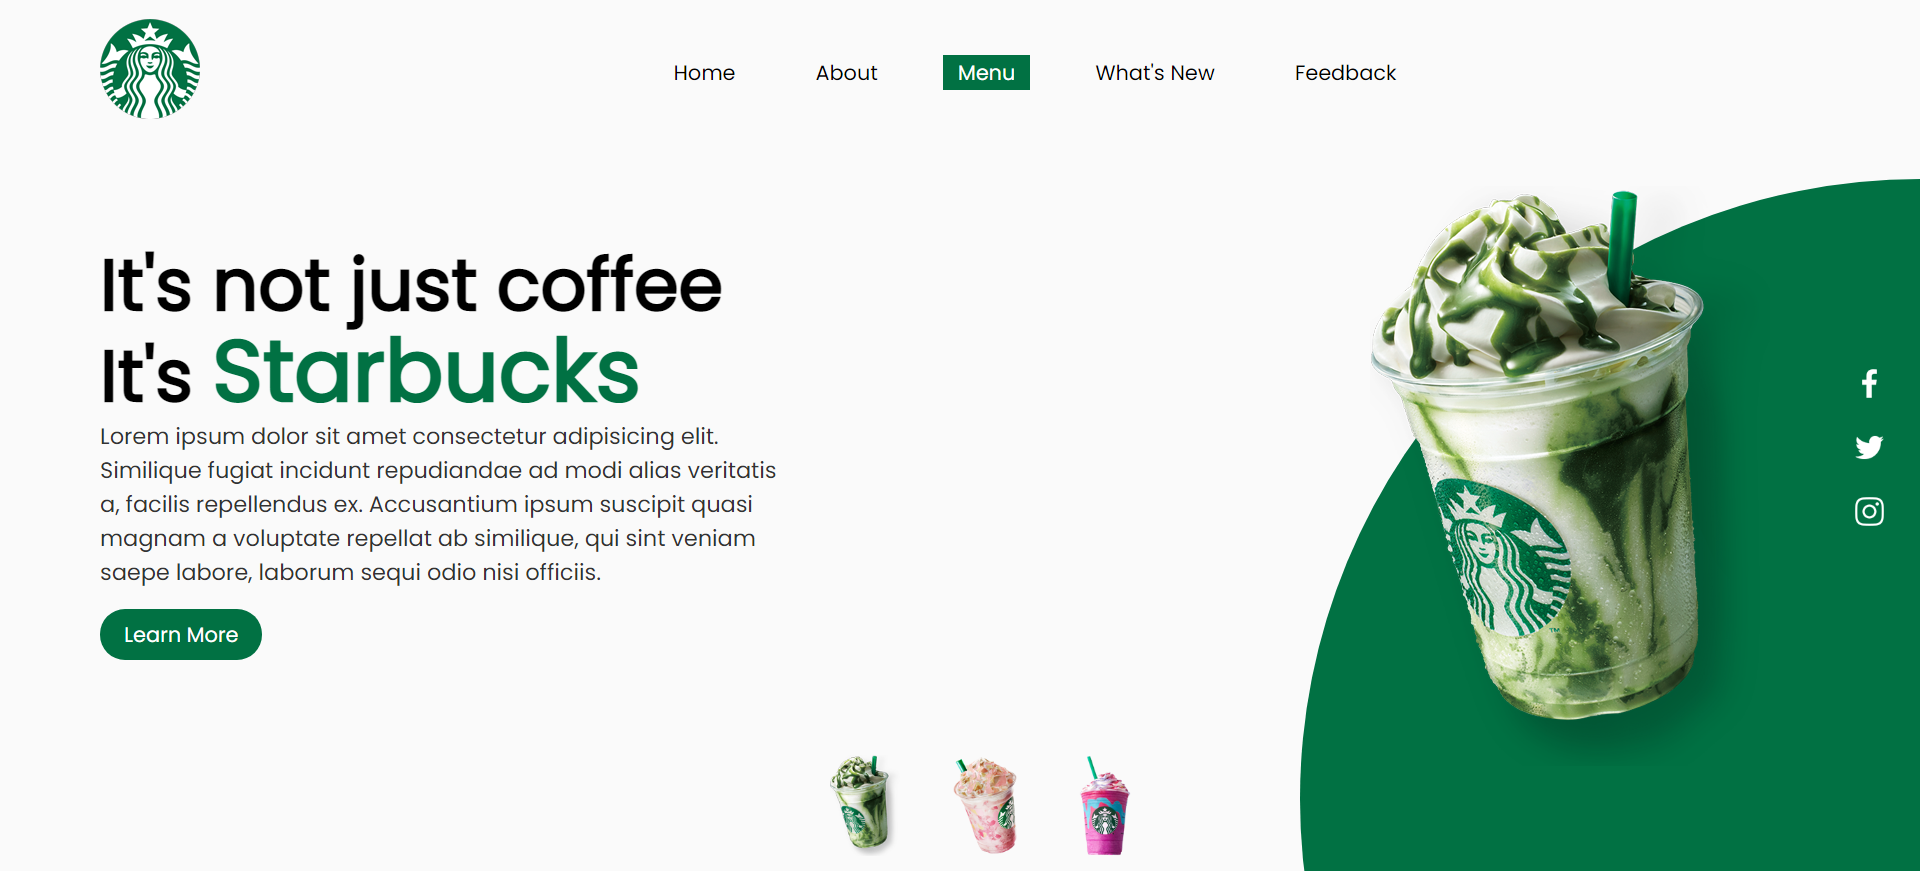 Home
About
Menu
What's New
Feedback
It's not just coffee
It's Starbucks
Lorem ipsum dolor sit amet consectetur adipisicing elit.
Similique fugiat incidunt repudiandae ad modi alias veritatis
a, facilis repellendus ex. Accusantium ipsum suscipit quasi
magnam a voluptate repellat ab similique, qui sint veniam
saepe labore, laborum sequi odio nisi officiis.
Learn More
TM